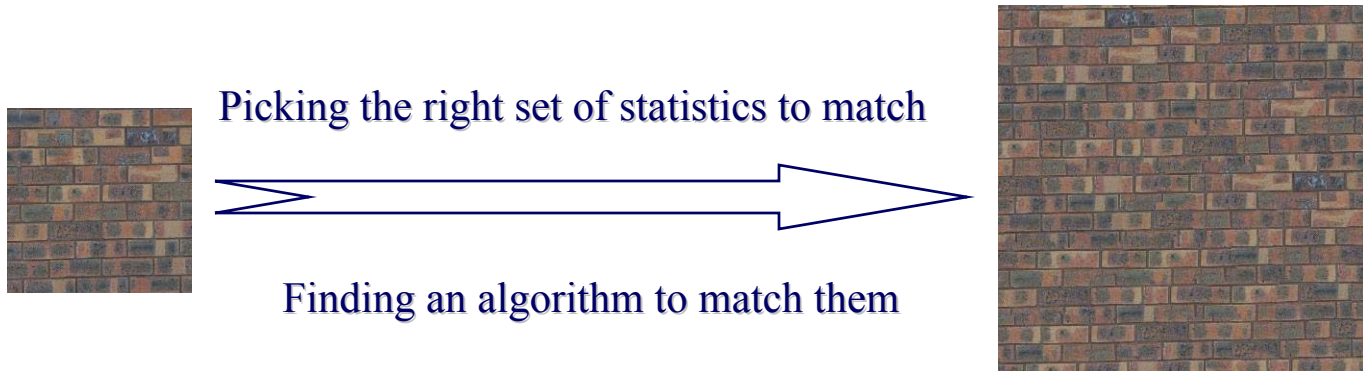 Picking the right set of statistics to match
Finding an algorithm to match them